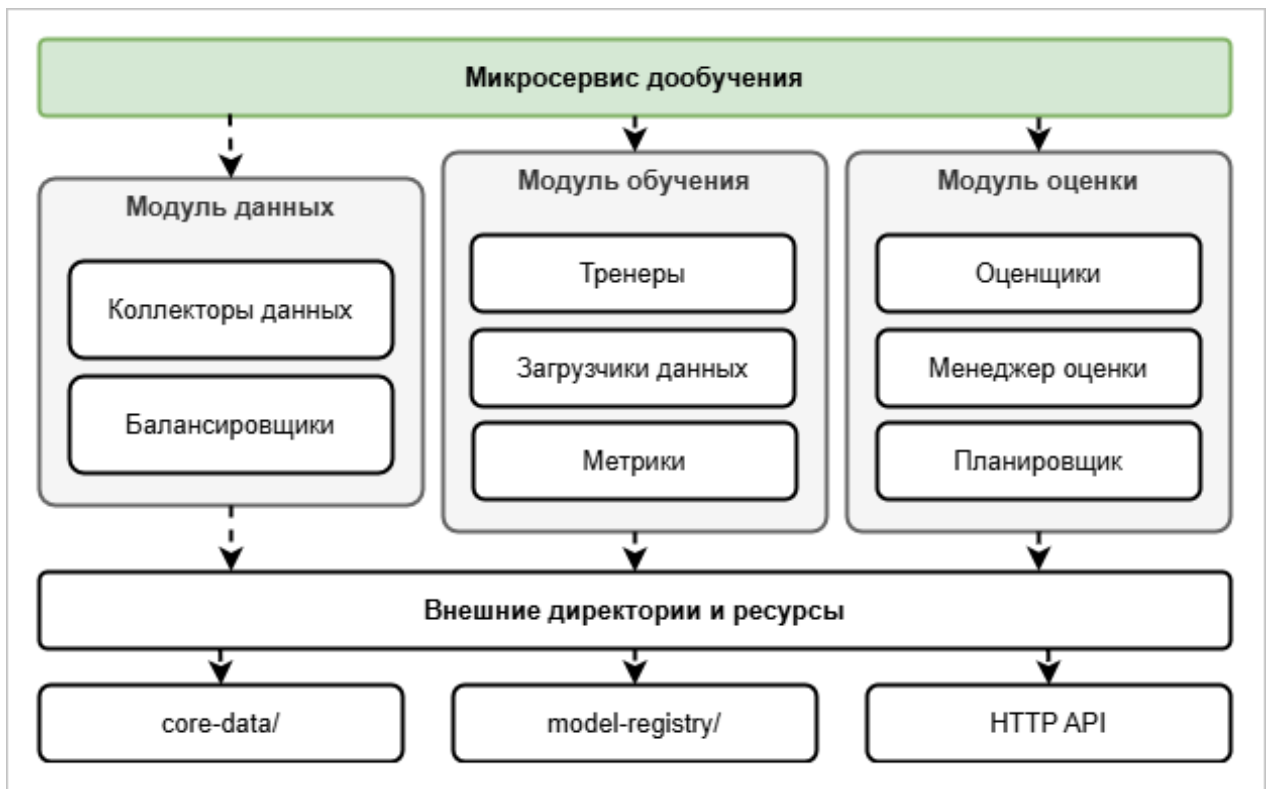 Микросервис дообучения
Модуль данных
Коллекторы данных
Балансировщики
Модуль обучения
Тренеры
Загрузчики данных
Метрики
Модуль оценки
Оценщики
Менеджер оценки
Планировщик
Внешние директории и ресурсы
core-data/
model-registry/
HTTP API